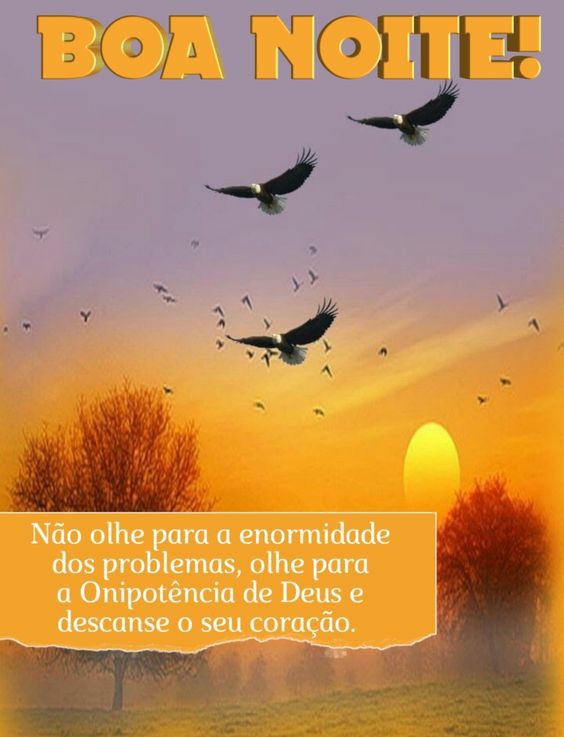 BOA NOITE!
Não olhe para a enormidade
dos problemas, olhe para
a Onipotência de Deus e
descanse o seu coração.